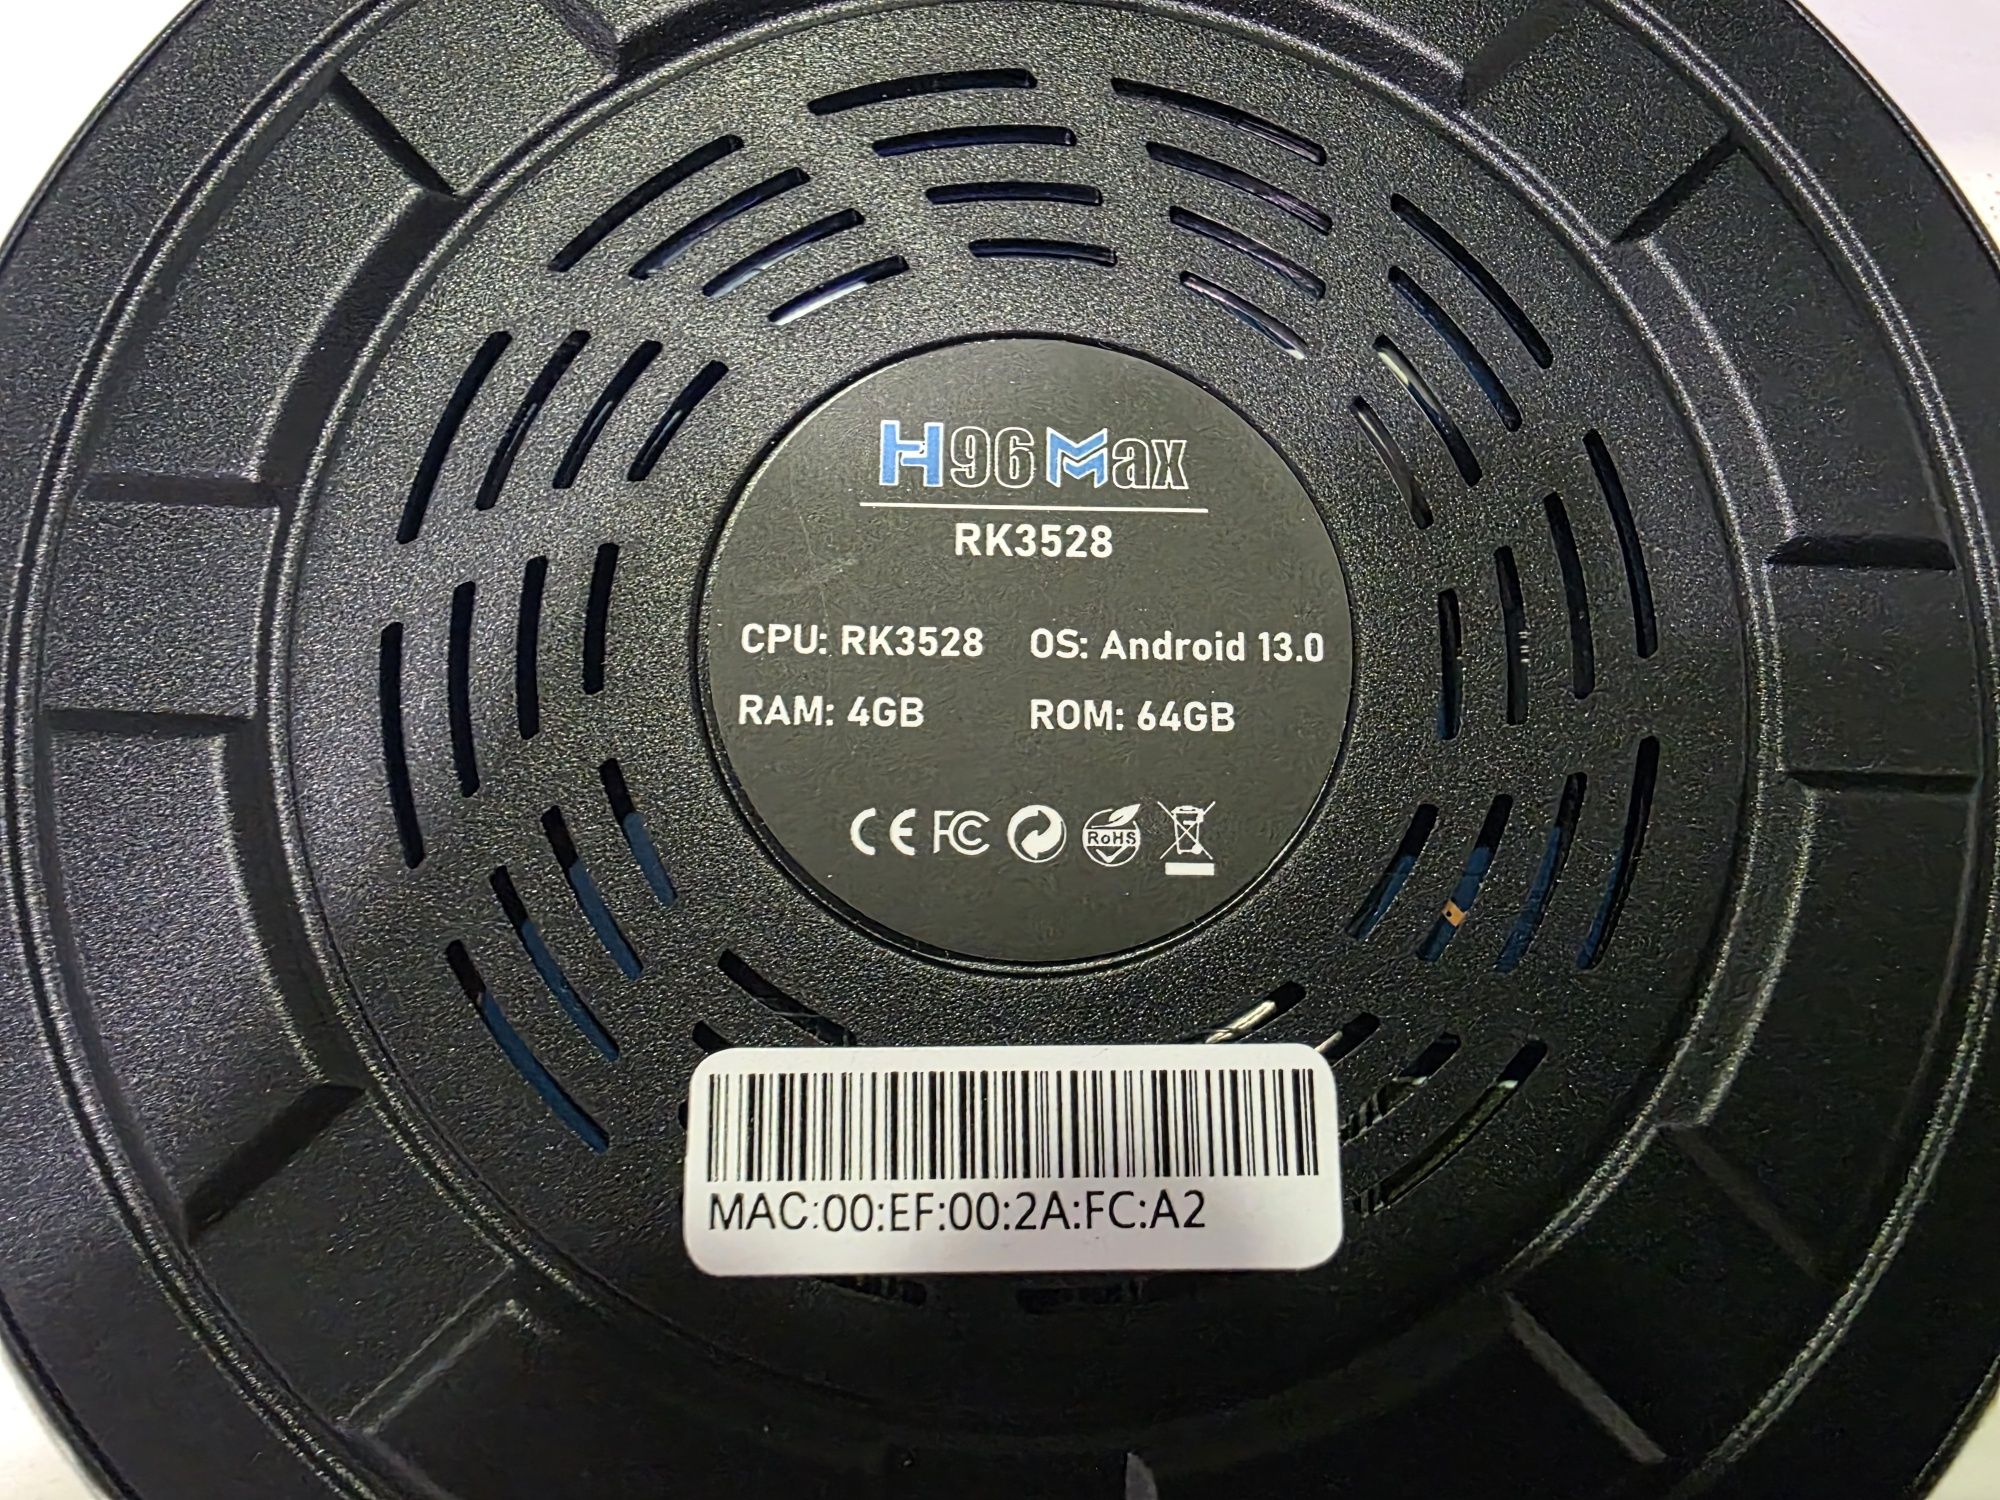 H96 Max
RK3528
CPU: RK3528 OS: Android 13.0
RAM: 4GB ROM: 64GB
CE FC RoHS
MAC:00:EF:00:2A:FC:A2